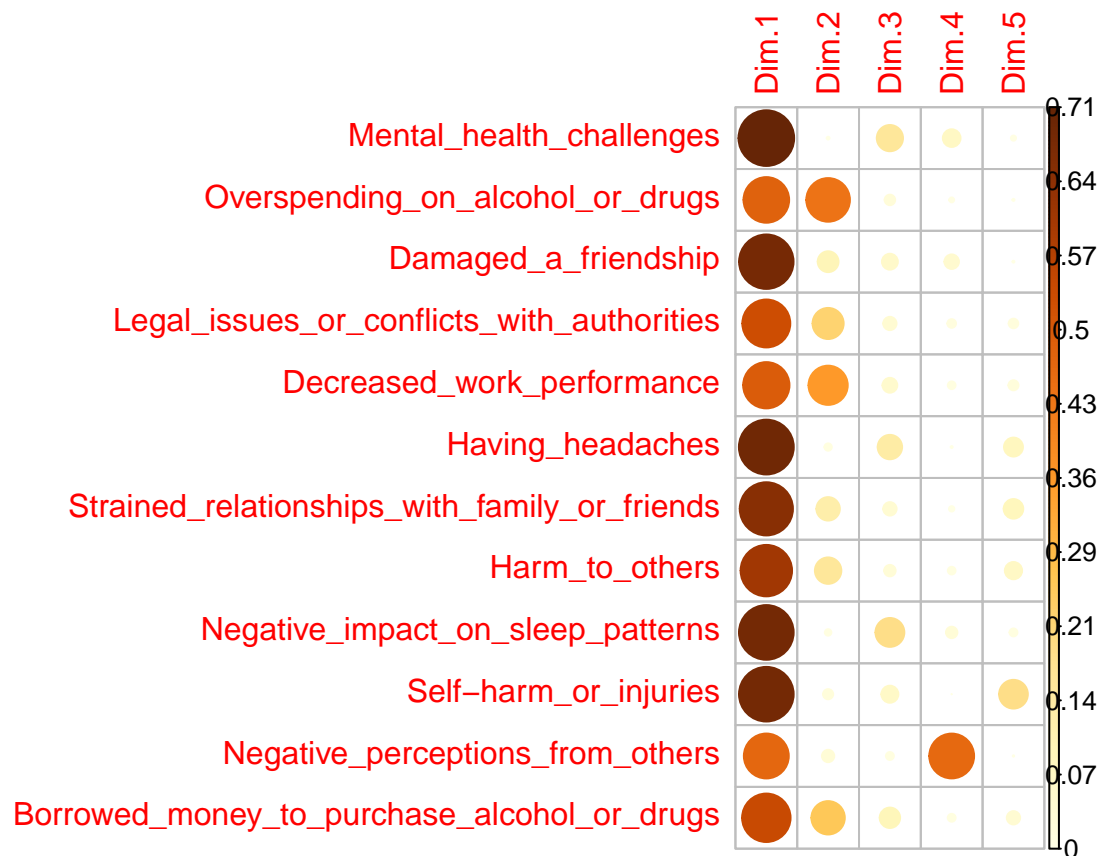 Dim.1 Dim.2 Dim.3 Dim.4 Dim.5
Mental_health_challenges
Overspending_on_alcohol_or_drugs
Damaged_a_friendship
Legal_issues_or_conflicts_with_authorities
Decreased_work_performance
Having_headaches
Strained_relationships_with_family_or_friends
Harm_to_others
Negative_impact_on_sleep_patterns
Self−harm_or_injuries
Negative_perceptions_from_others
Borrowed_money_to_purchase_alcohol_or_drugs
0.71
0.64
0.57
0.5
0.43
0.36
0.29
0.21
0.14
0.07
0